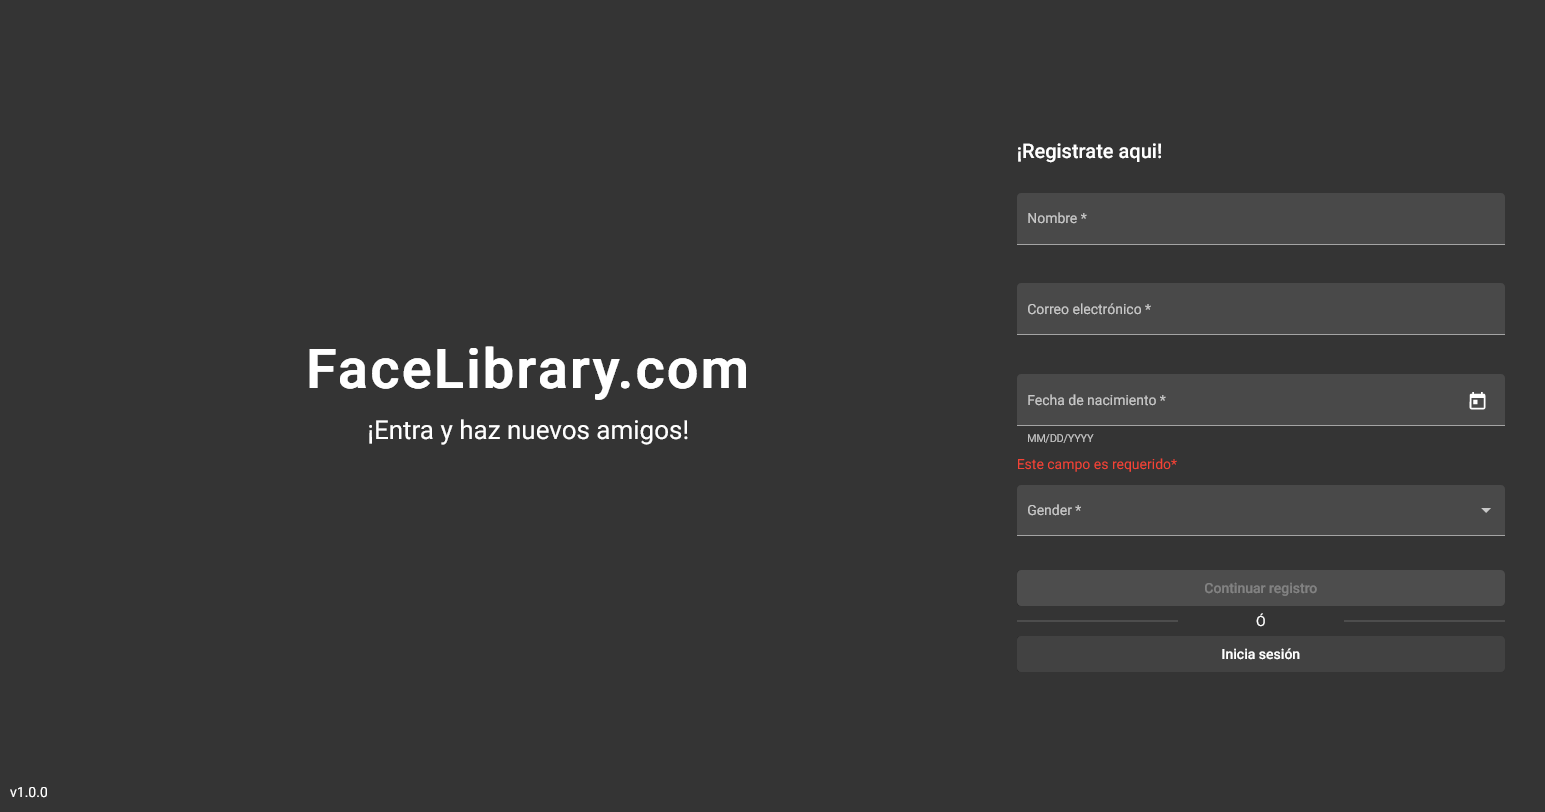 FaceLibrary.com
¡Entra y haz nuevos amigos!
¡Registrate aqui!
Nombre *
Correo electrónico *
Fecha de nacimiento *
MM/DD/YYYY
Este campo es requerido*
Gender *
Continuar registro
Ó
Inicia sesión
v1.0.0